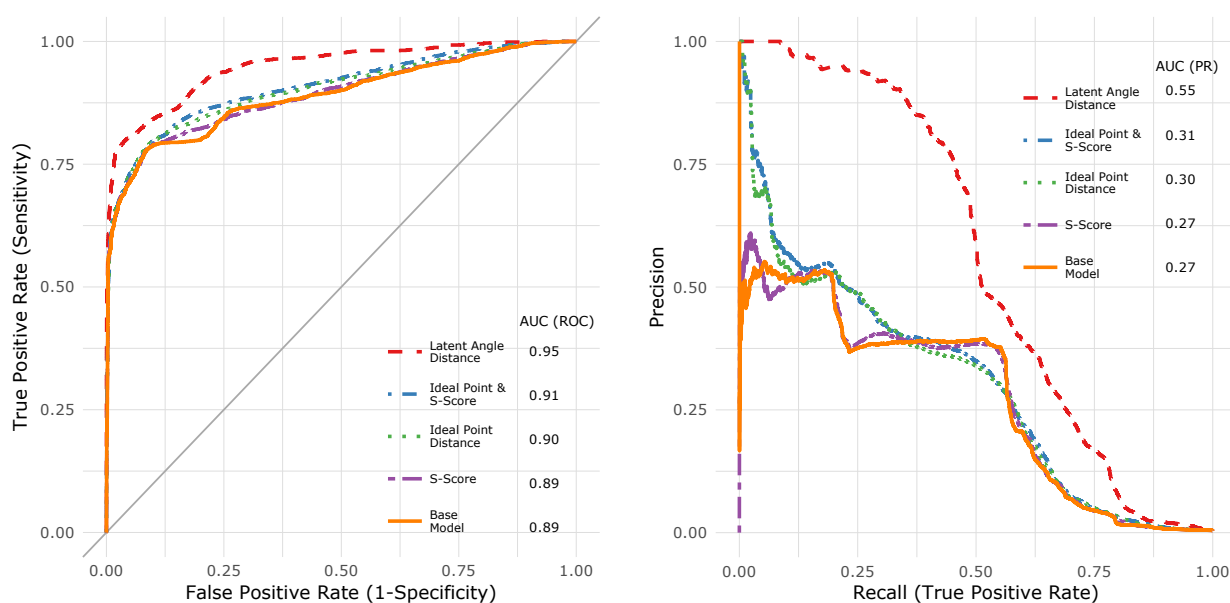 True Positive Rate (Sensitivity)
1.00
0.75
0.50
0.25
0.00
AUC (ROC)
Latent Angle
Distance
0.95
Ideal Point &
S-Score
0.91
Ideal Point
Distance
0.90
S-Score
0.89
Base
Model
0.89
0.00
0.25
0.50
0.75
1.00
False Positive Rate (1-Specificity)
Precision
1.00
0.75
0.50
0.25
0.00
AUC (PR)
Latent Angle
Distance
0.55
Ideal Point &
S-Score
0.31
Ideal Point
Distance
0.30
S-Score
0.27
Base
Model
0.27
0.00
0.25
0.50
0.75
1.00
Recall (True Positive Rate)